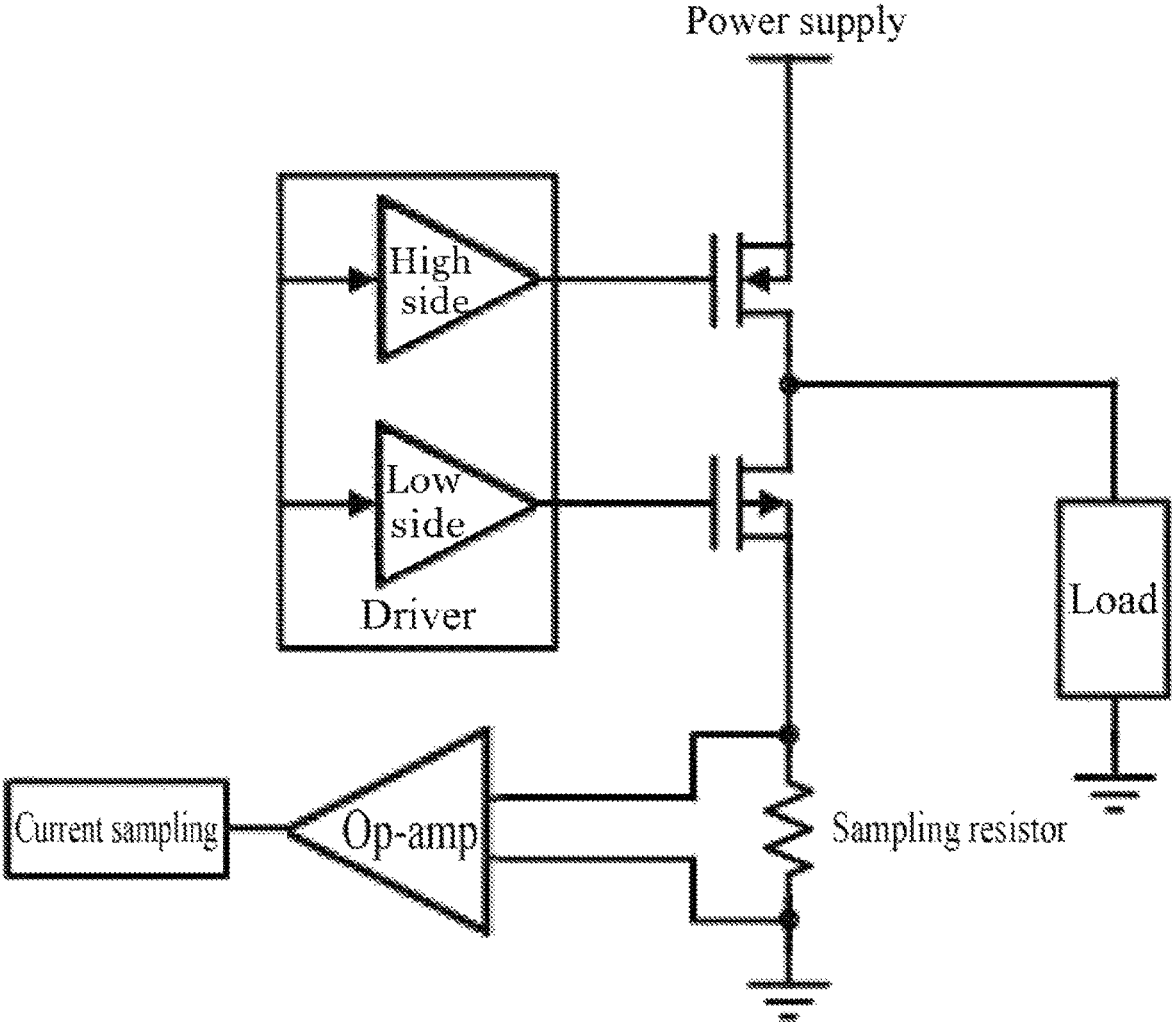 Power supply
High
side
Low
side
Driver
Load
Current sampling
Op-amp
Sampling resistor